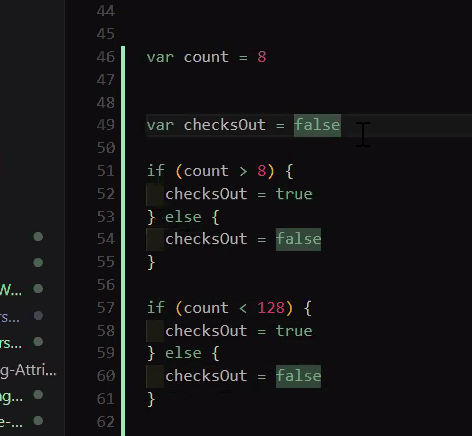 44
45
46 var count = 8
47
48
49 var checksOut = false
50
51 if (count > 8) {
52 checksOut = true
53 } else {
54 checksOut = false
55 }
56
W... 57 if (count < 128) {
rs... 58 checksOut = true
rs... 59 } else {
g-Attri... 60 checksOut = false
ng... 61 }
e-... 62